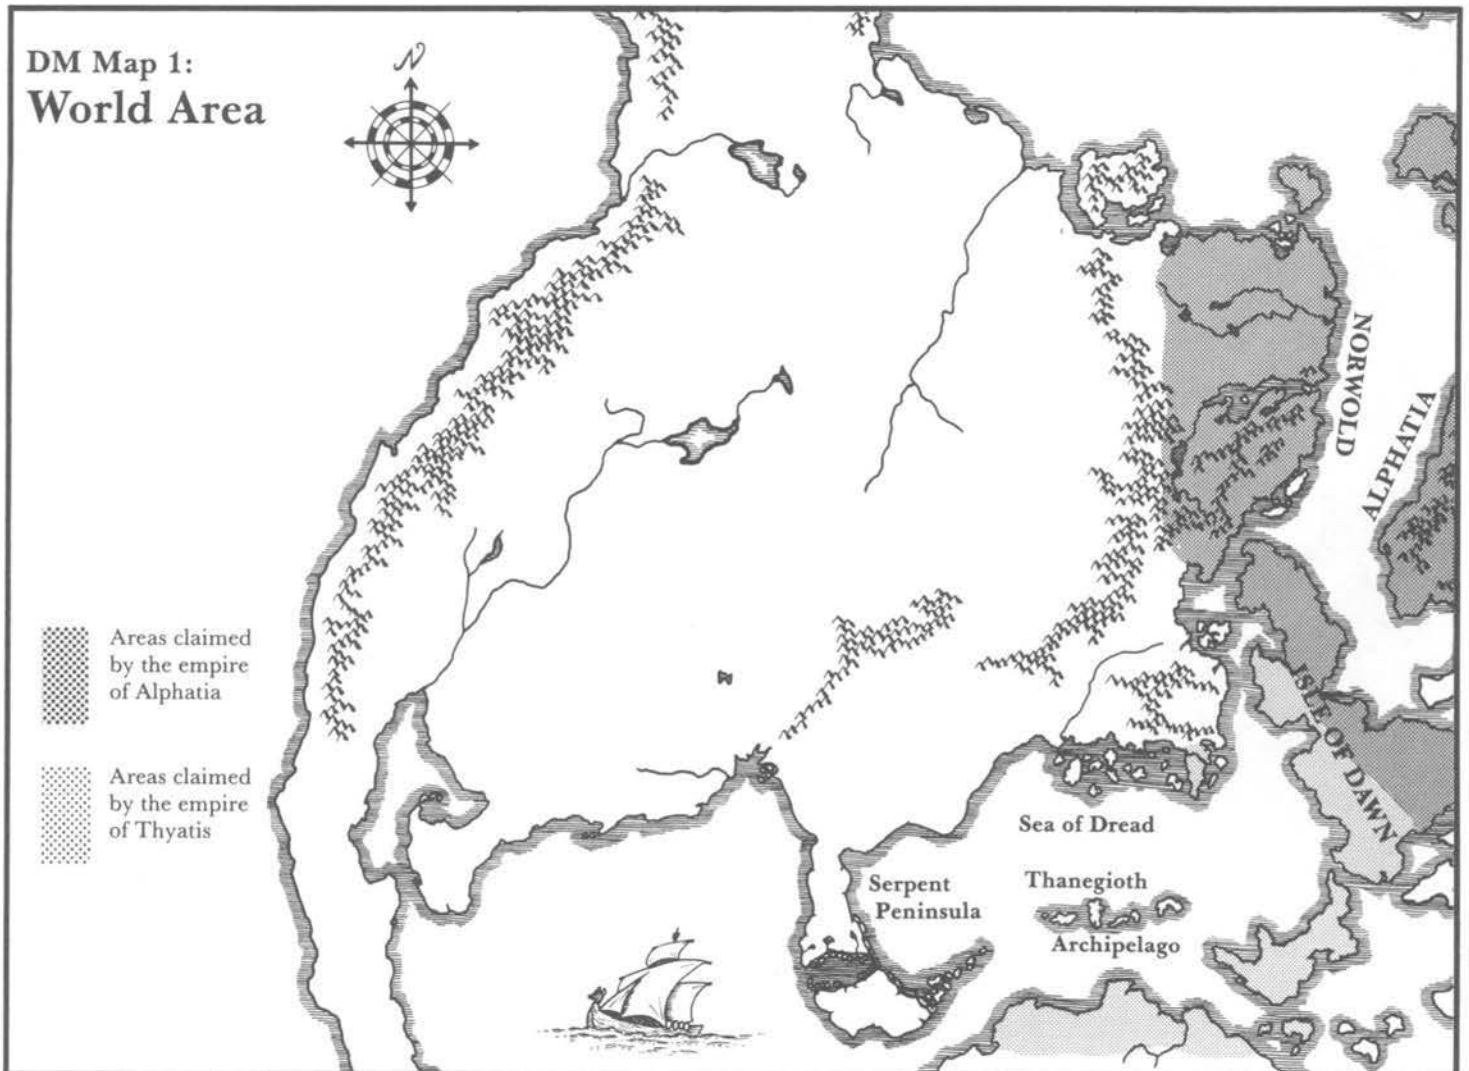 DM Map 1:
World Area
N
NORWOLD
ALPHATIA
Areas claimed
by the empire
of Alphatia
ISLE OF DAWN
Areas claimed
by the empire
of Thyatis
Sea of Dread
Serpent
Peninsula
Thanegioth
Archipelago